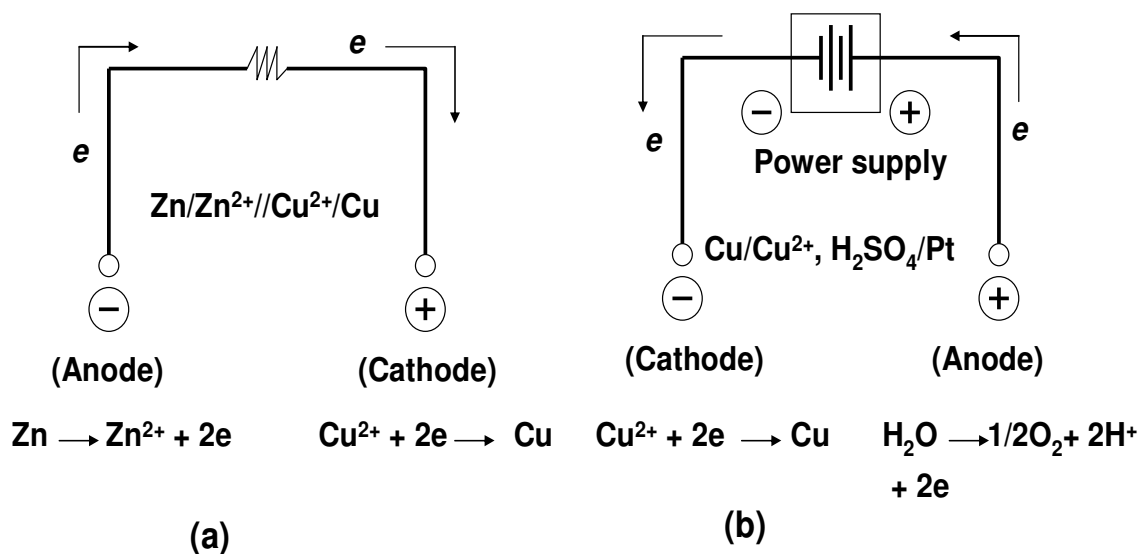 e
e
Zn/Zn²⁺//Cu²⁺/Cu
−
+
(Anode)
(Cathode)
Zn → Zn²⁺ + 2e
Cu²⁺ + 2e → Cu
(a)
e
e
−
+
Power supply
Cu/Cu²⁺, H₂SO₄/Pt
−
+
(Cathode)
(Anode)
Cu²⁺ + 2e → Cu
H₂O → 1/2O₂+ 2H⁺
+ 2e
(b)